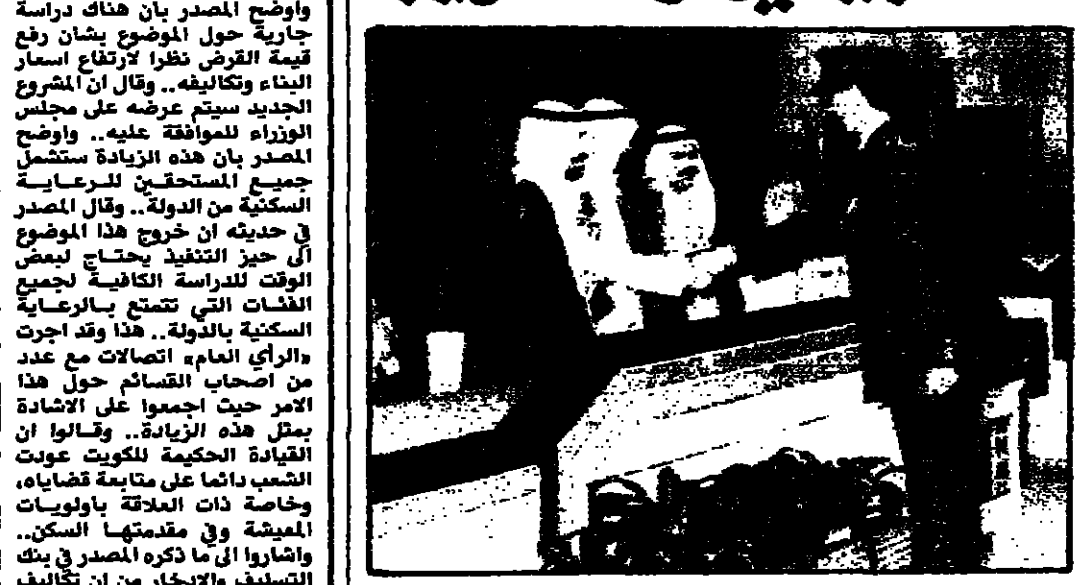 واوضح المصدر بأن هناك دراسة
جارية حول الموضوع بشأن رفع
قيمة القرض نظرا لارتفاع اسعار
البناء وتكاليفه.. وقال ان المشروع
الجديد سيتم عرضه على مجلس
الوزراء للموافقة عليه.. واوضح
المصدر بأن هذه الزيادة ستشمل
جميع المستحقين للرعاية
السكنية من الدولة.. وقال المصدر
في حديثه ان خروج هذا الموضوع
الى حيز التنفيذ يحتاج لبعض
الوقت للدراسة الكافية لجميع
الفئات التي تتمتع بالرعاية
السكنية بالدولة.. هذا وقد اجرت
«الرأي العام» اتصالات مع عدد
من اصحاب القسائم حول هذا
الامر حيث اجمعوا على الاشادة
بمثل هذه الزيادة.. وقالوا ان
القيادة الحكيمة للكويت عودت
الشعب دائما على متابعة قضاياه،
وخاصة ذات العلاقة بأولويات
المعيشة وفي مقدمتها السكن..
واشاروا الى ما ذكره المصدر في بنك
التسليف والادخار من ان تكاليف